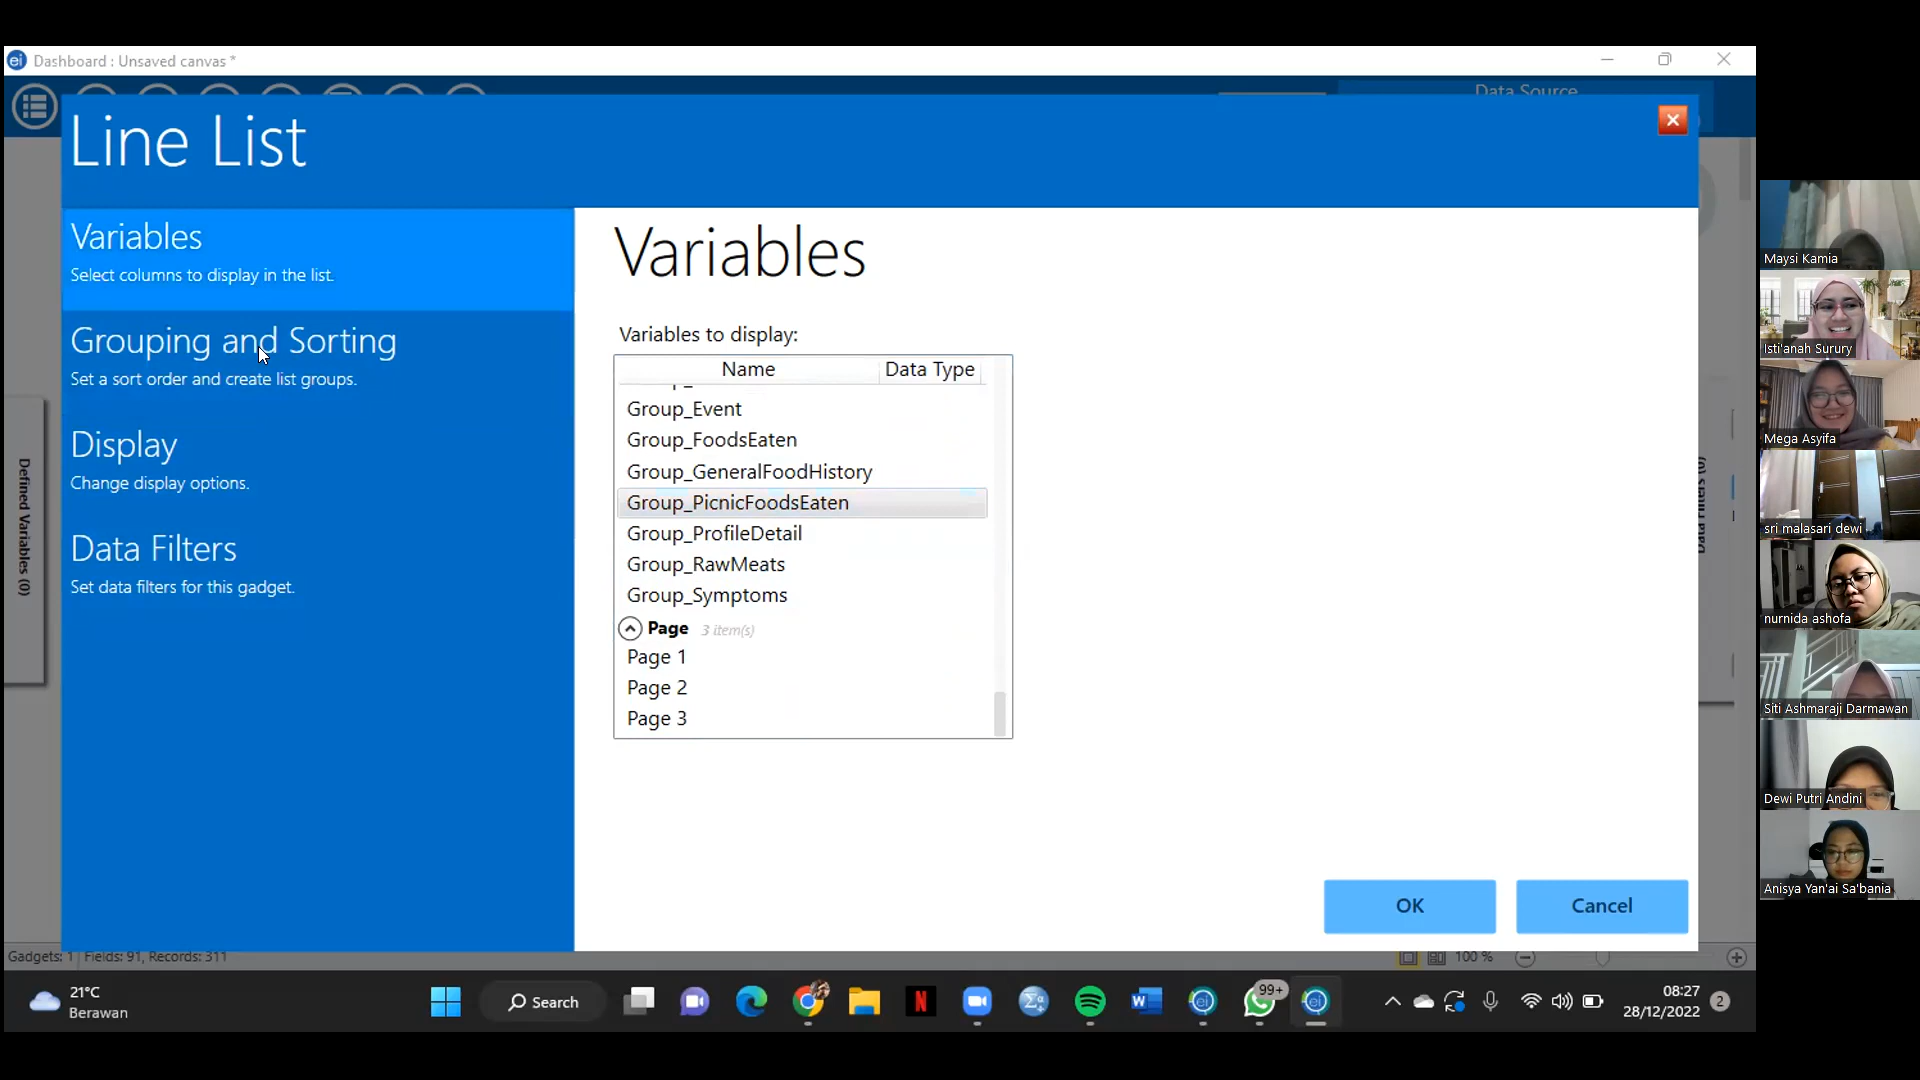 Dashboard : Unsaved canvas *
Data Source
Line List
Variables
Select columns to display in the list.
Grouping and Sorting
Set a sort order and create list groups.
Display
Change display options.
Data Filters
Set data filters for this gadget.
Defined Variables (0)
Variables
Variables to display:
Name Data Type
Group_Event
Group_FoodsEaten
Group_GeneralFoodHistory
Group_PicnicFoodsEaten
Group_ProfileDetail
Group_RawMeats
Group_Symptoms
Page 3 item(s)
Page 1
Page 2
Page 3
OK
Cancel
Data Filters (0)
Gadgets: 1 Fields: 91, Records: 311
100 %
21°C
Berawan
Search
99+
08:27
28/12/2022
2
Maysi Kamia
Isti'anah Surury
Mega Asyifa
sri malasari dewi
nurnida ashofa
Siti Ashmaraji Darmawan
Dewi Putri Andini
Anisya Yan'ai Sa'bania